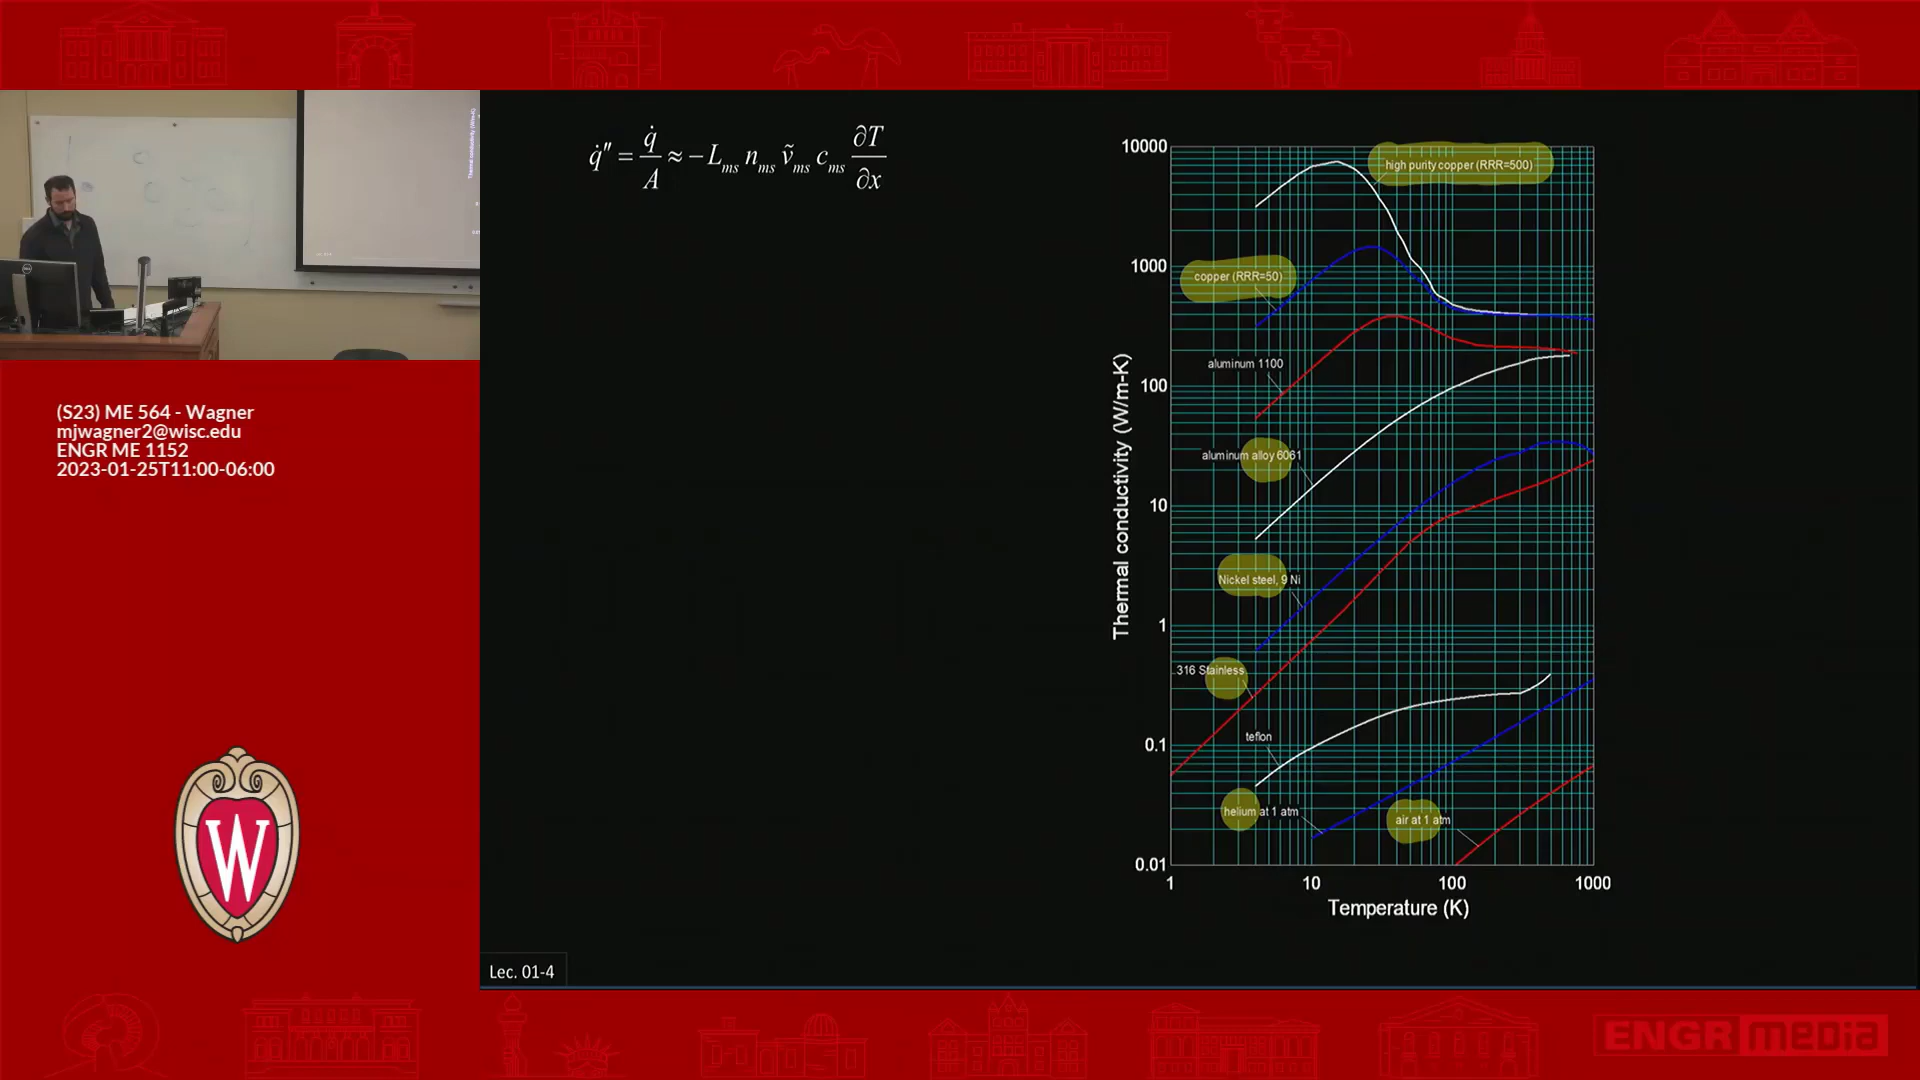 q̇″ = q̇/A ≈ −L_ms n_ms ṽ_ms c_ms ∂T/∂x
10000
1000
100
10
1
0.1
0.01
Thermal conductivity (W/m-K)
high purity copper (RRR=500)
copper (RRR=50)
aluminum 1100
aluminum alloy 6061
Nickel steel, 9 Ni
316 Stainless
teflon
helium at 1 atm
air at 1 atm
1
10
100
1000
Temperature (K)
Lec. 01-4
(S23) ME 564 - Wagner
mjwagner2@wisc.edu
ENGR ME 1152
2023-01-25T11:00-06:00
W
ENGR media